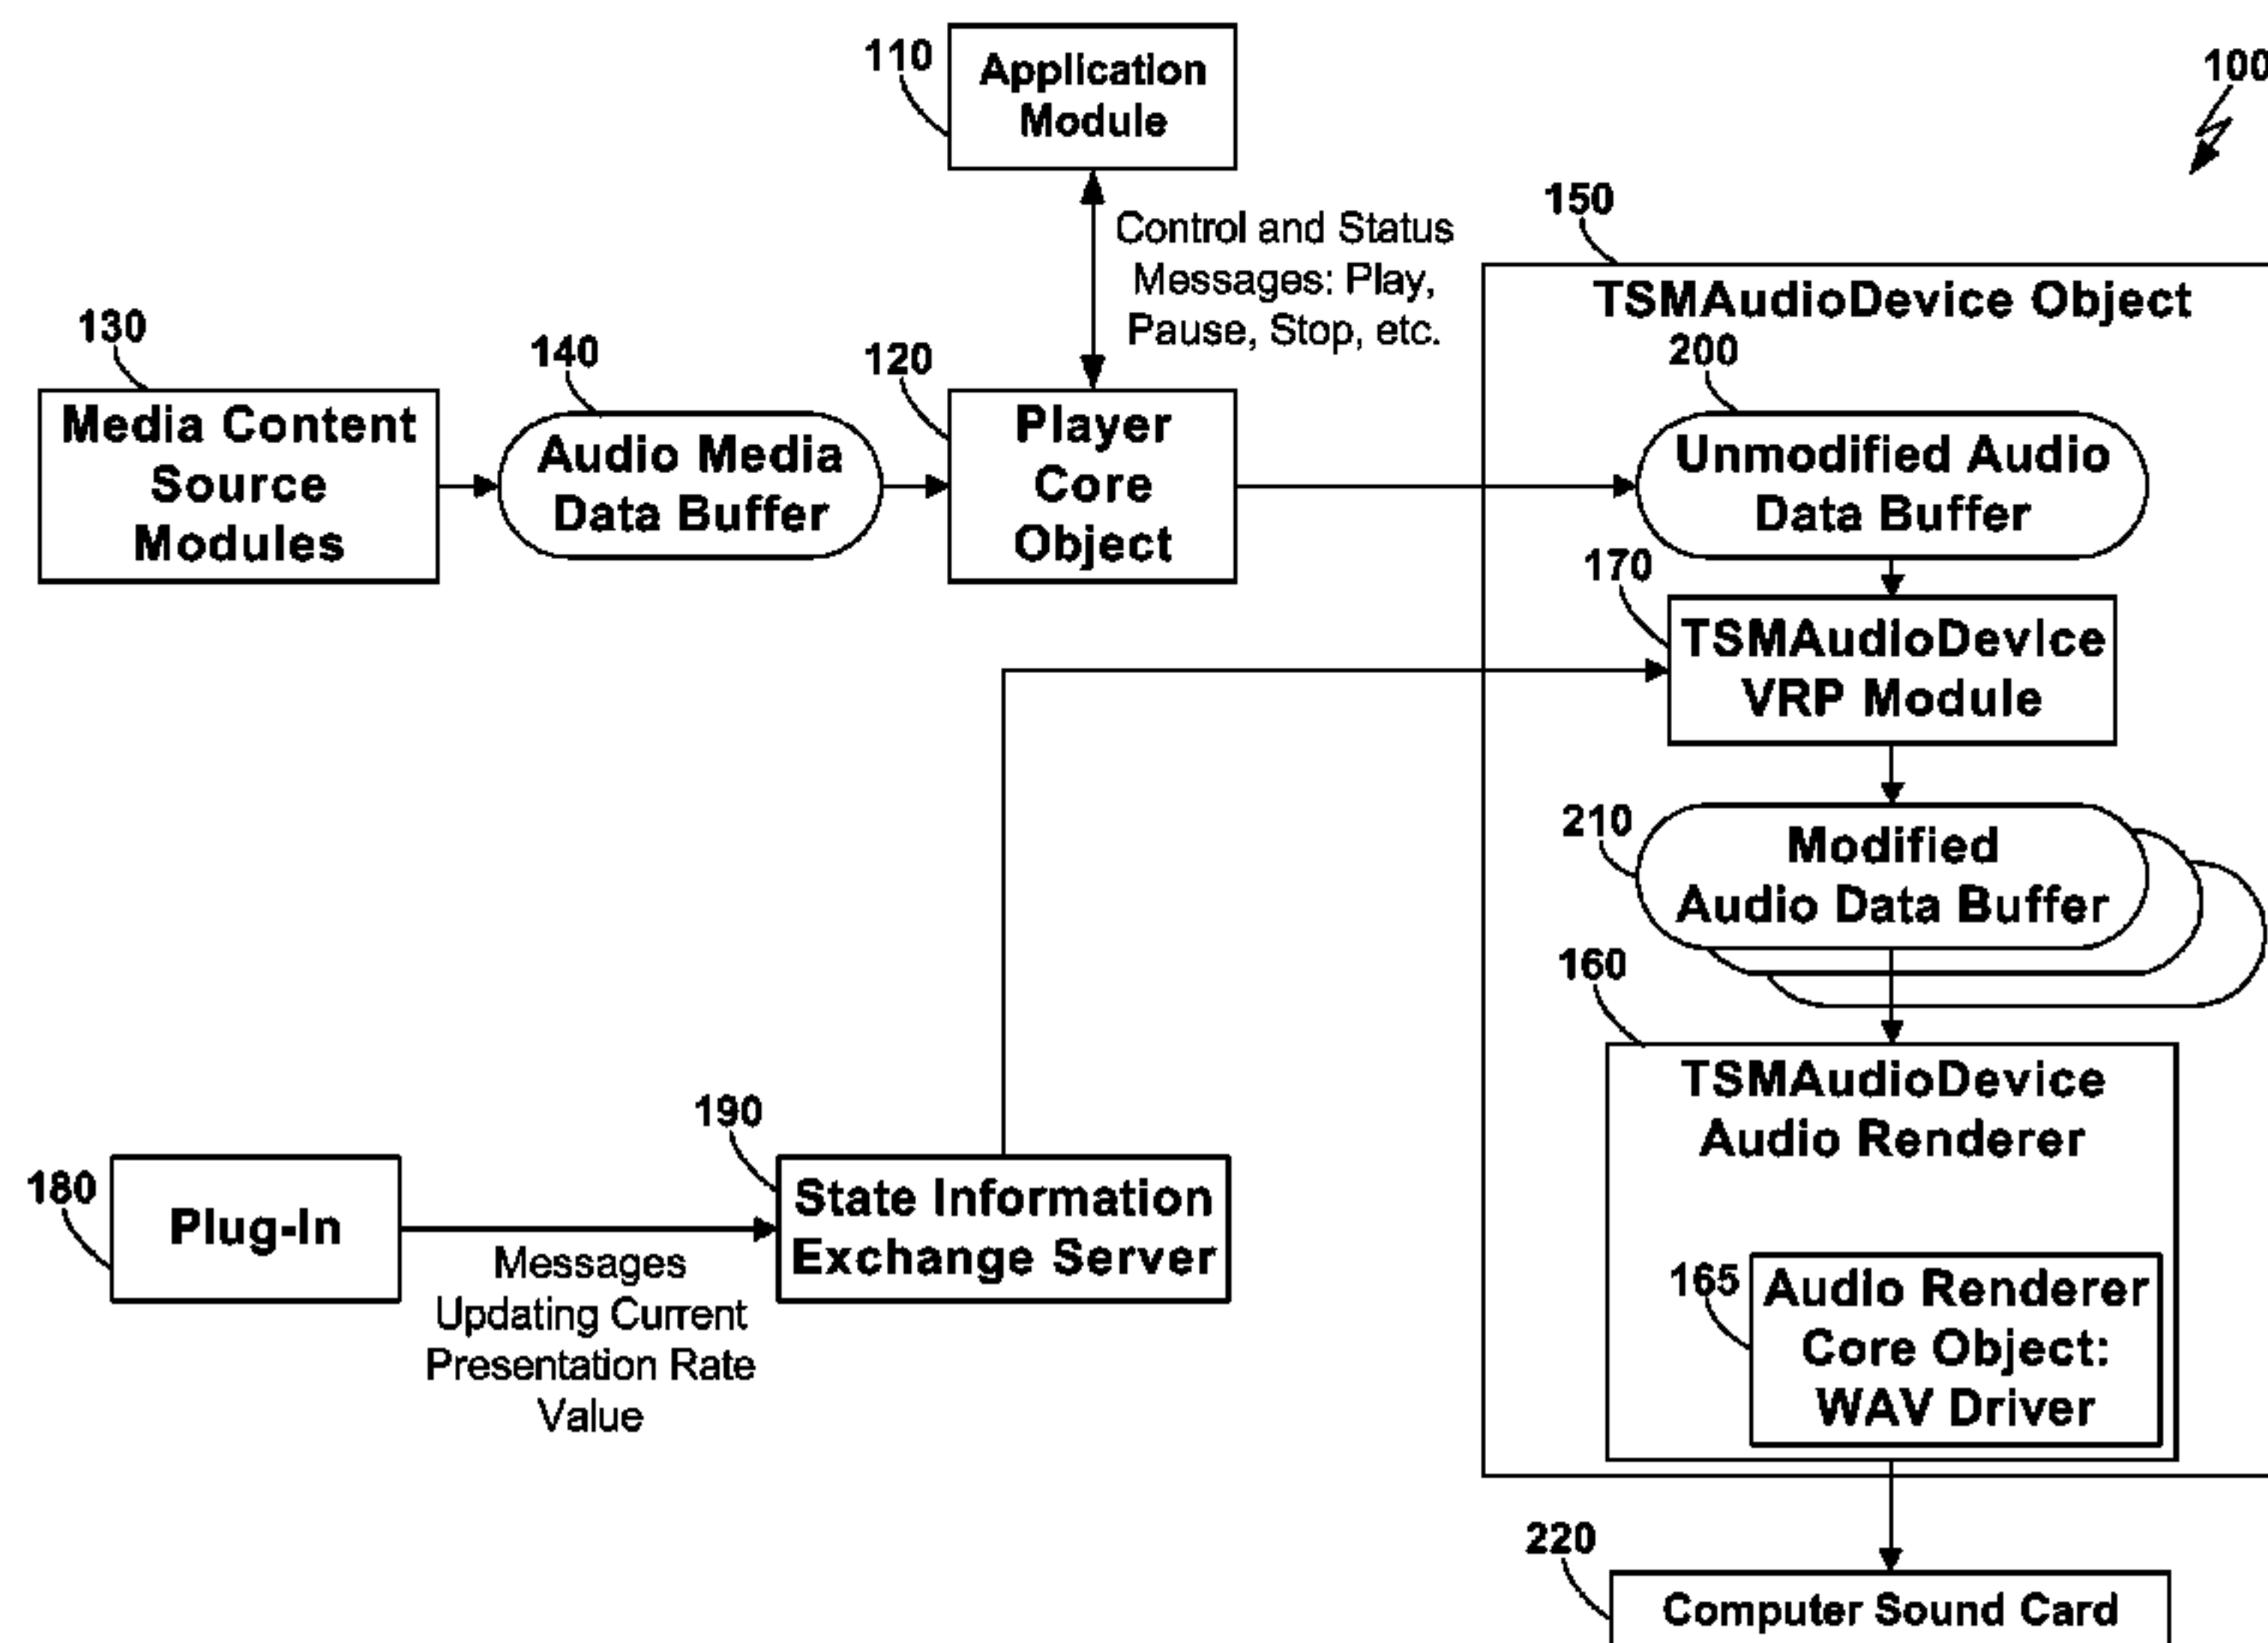 110
Application
Module
100
Control and Status
Messages: Play,
Pause, Stop, etc.
150
TSMAudioDevice Object
130
Media Content
Source
Modules
140
Audio Media
Data Buffer
120
Player
Core
Object
200
Unmodified Audio
Data Buffer
170
TSMAudioDevice
VRP Module
210
Modified
Audio Data Buffer
160
TSMAudioDevice
Audio Renderer
165
Audio Renderer
Core Object:
WAV Driver
180
Plug-In
Messages
Updating Current
Presentation Rate
Value
190
State Information
Exchange Server
220
Computer Sound Card